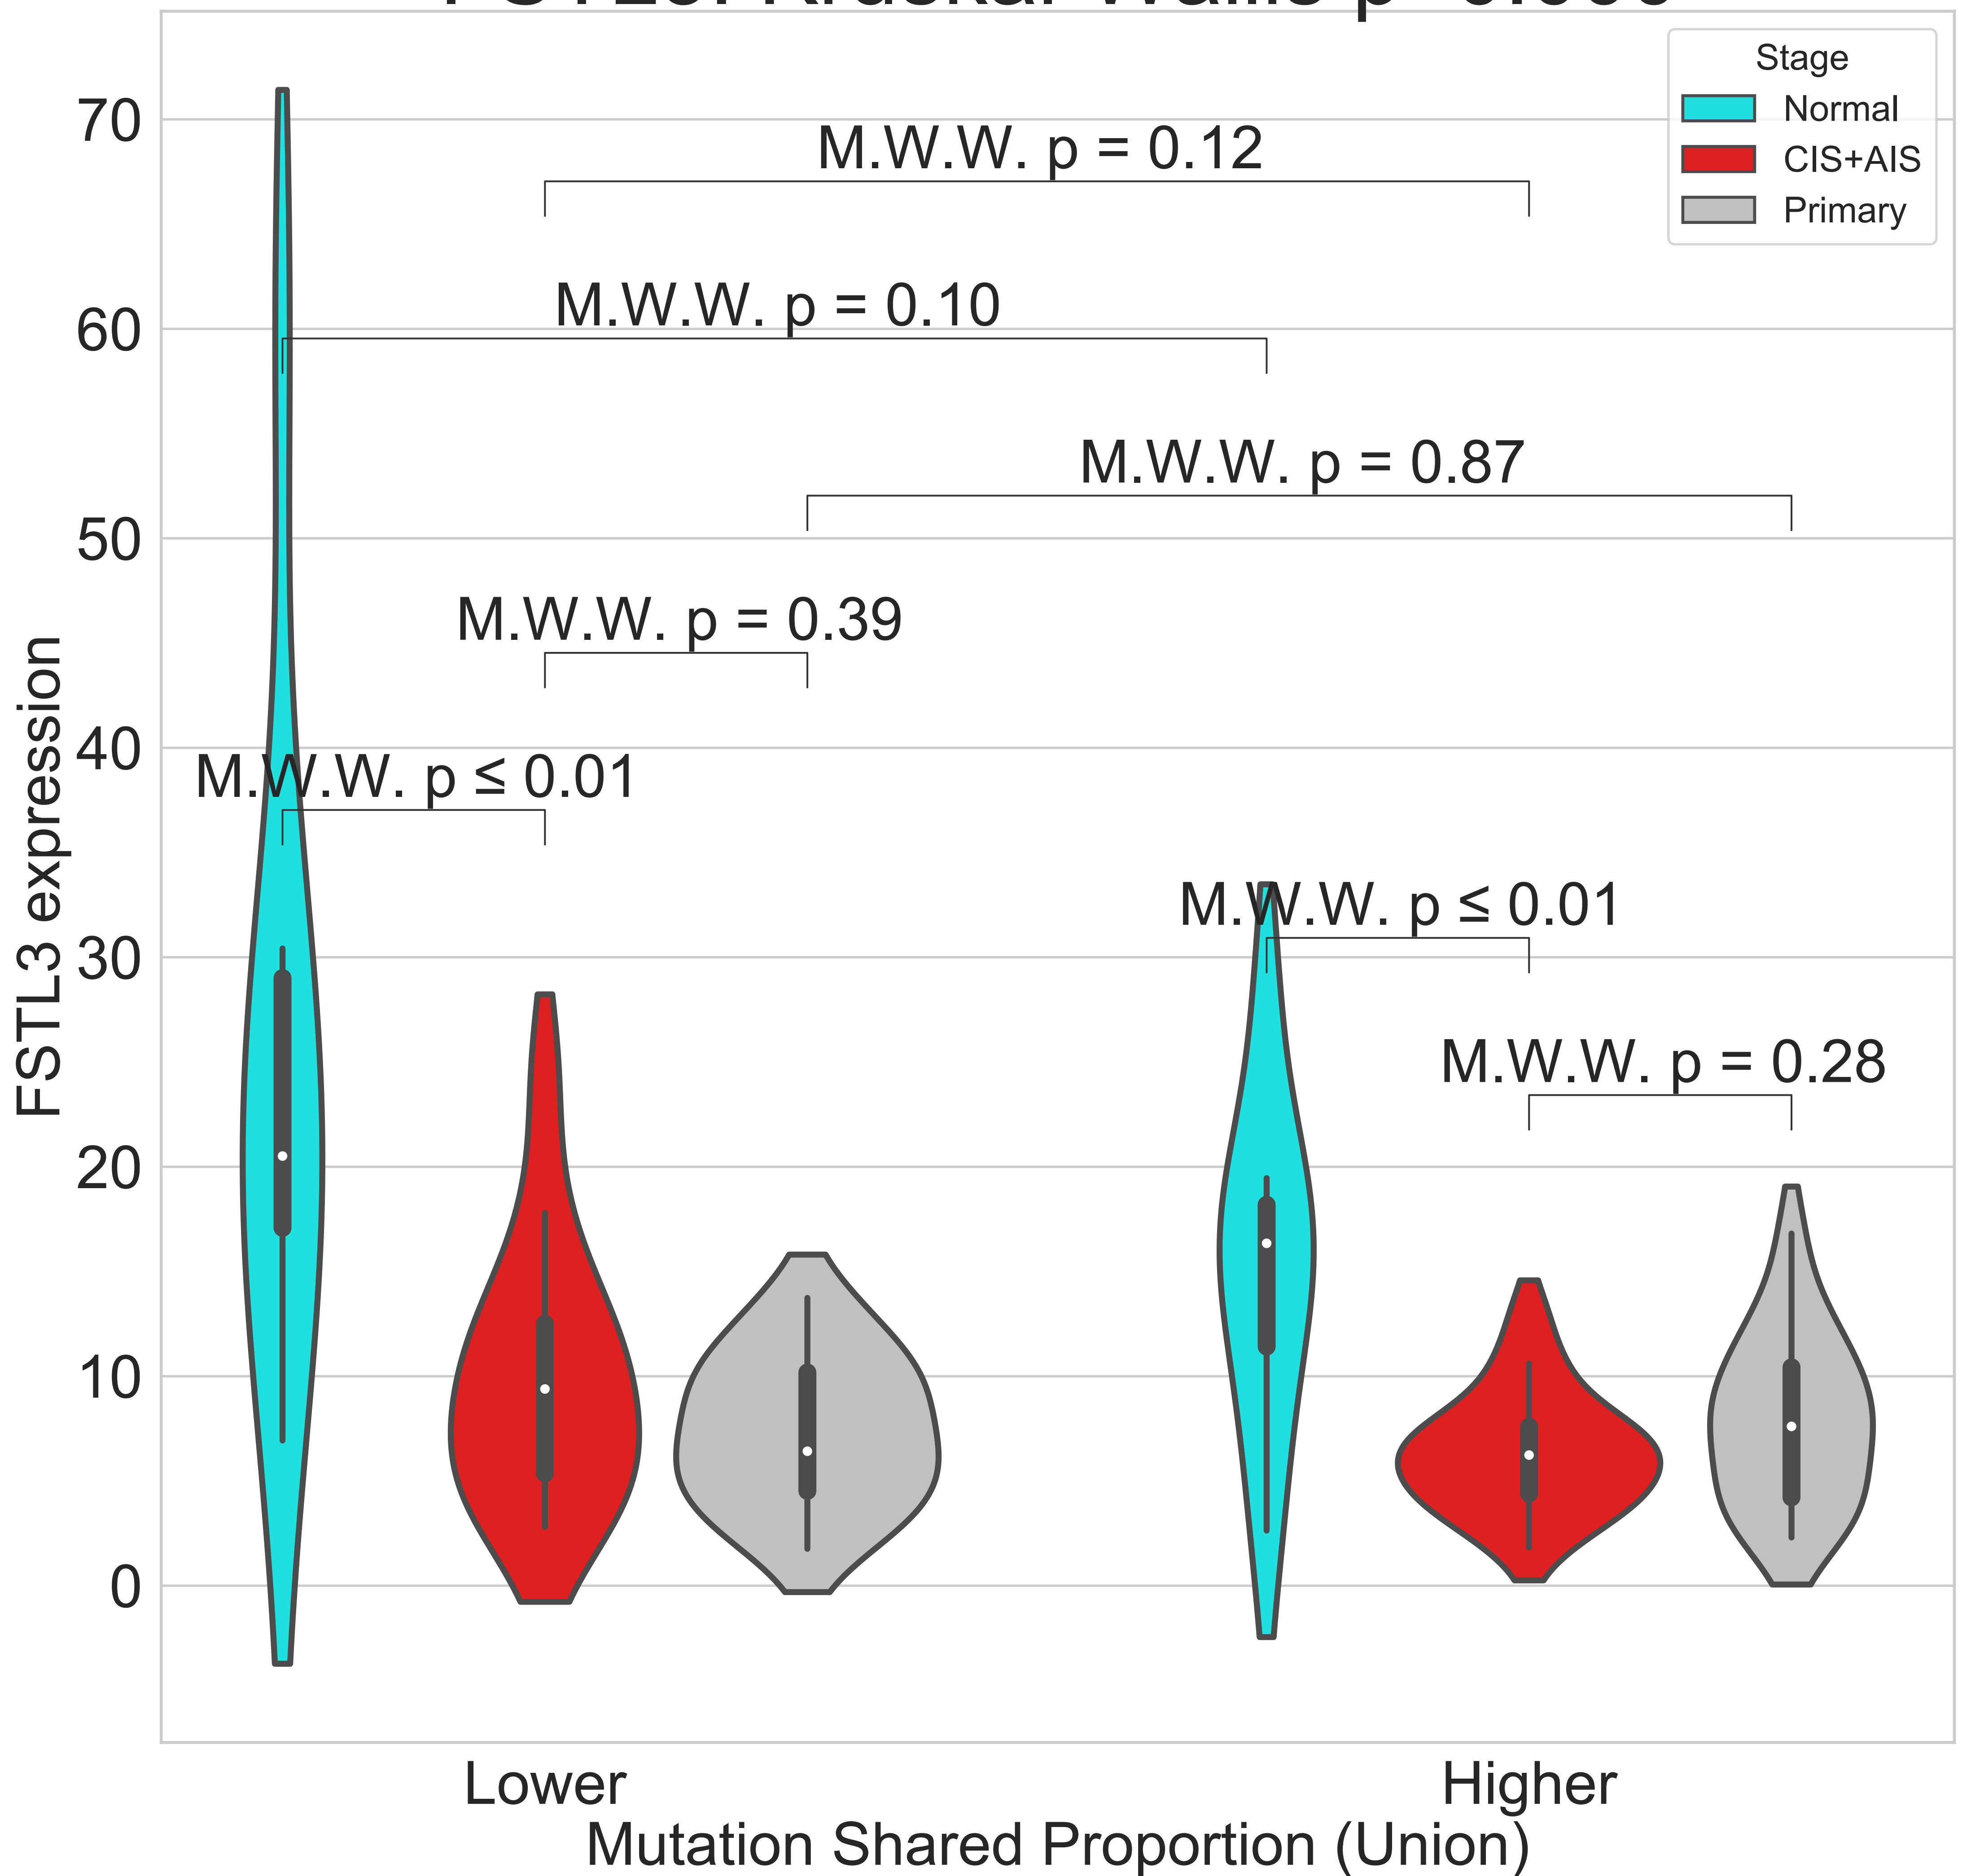 Stage
Normal
CIS+AIS
Primary
70
60
50
40
30
20
10
0
FSTL3 expression
M.W.W. p = 0.12
M.W.W. p = 0.10
M.W.W. p = 0.87
M.W.W. p = 0.39
M.W.W. p ≤ 0.01
M.W.W. p ≤ 0.01
M.W.W. p = 0.28
Lower
Higher
Mutation Shared Proportion (Union)